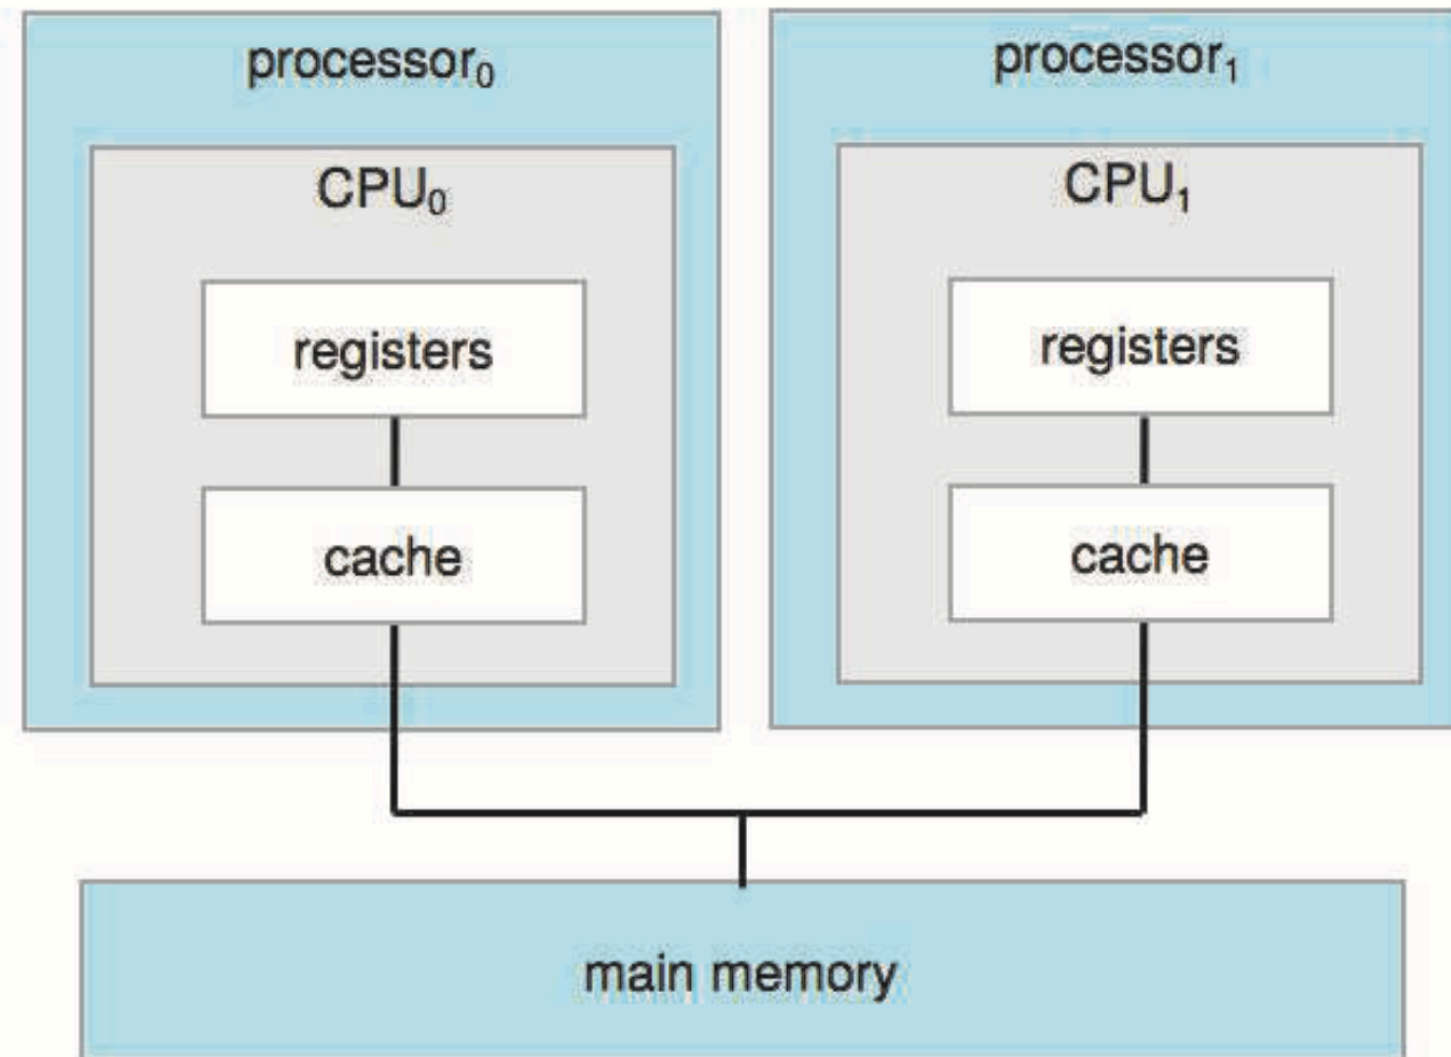 processor₀
CPU₀
registers
cache
processor₁
CPU₁
registers
cache
main memory